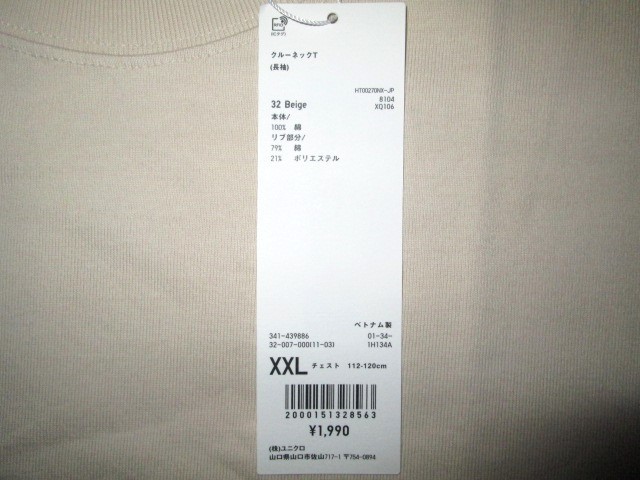 クルーネックT
(長袖)
HT00270NX-JP
8104
32 Beige XQ106
本体/
100% 綿
リブ部分/
79% 綿
21% ポリエステル
ベトナム製
341-439886 01-34-
32-007-000(11-03) 1H134A
XXL チェスト 112-120cm
2000151328563
¥1,990
(株)ユニクロ
山口県山口市佐山717-1 〒754-0894